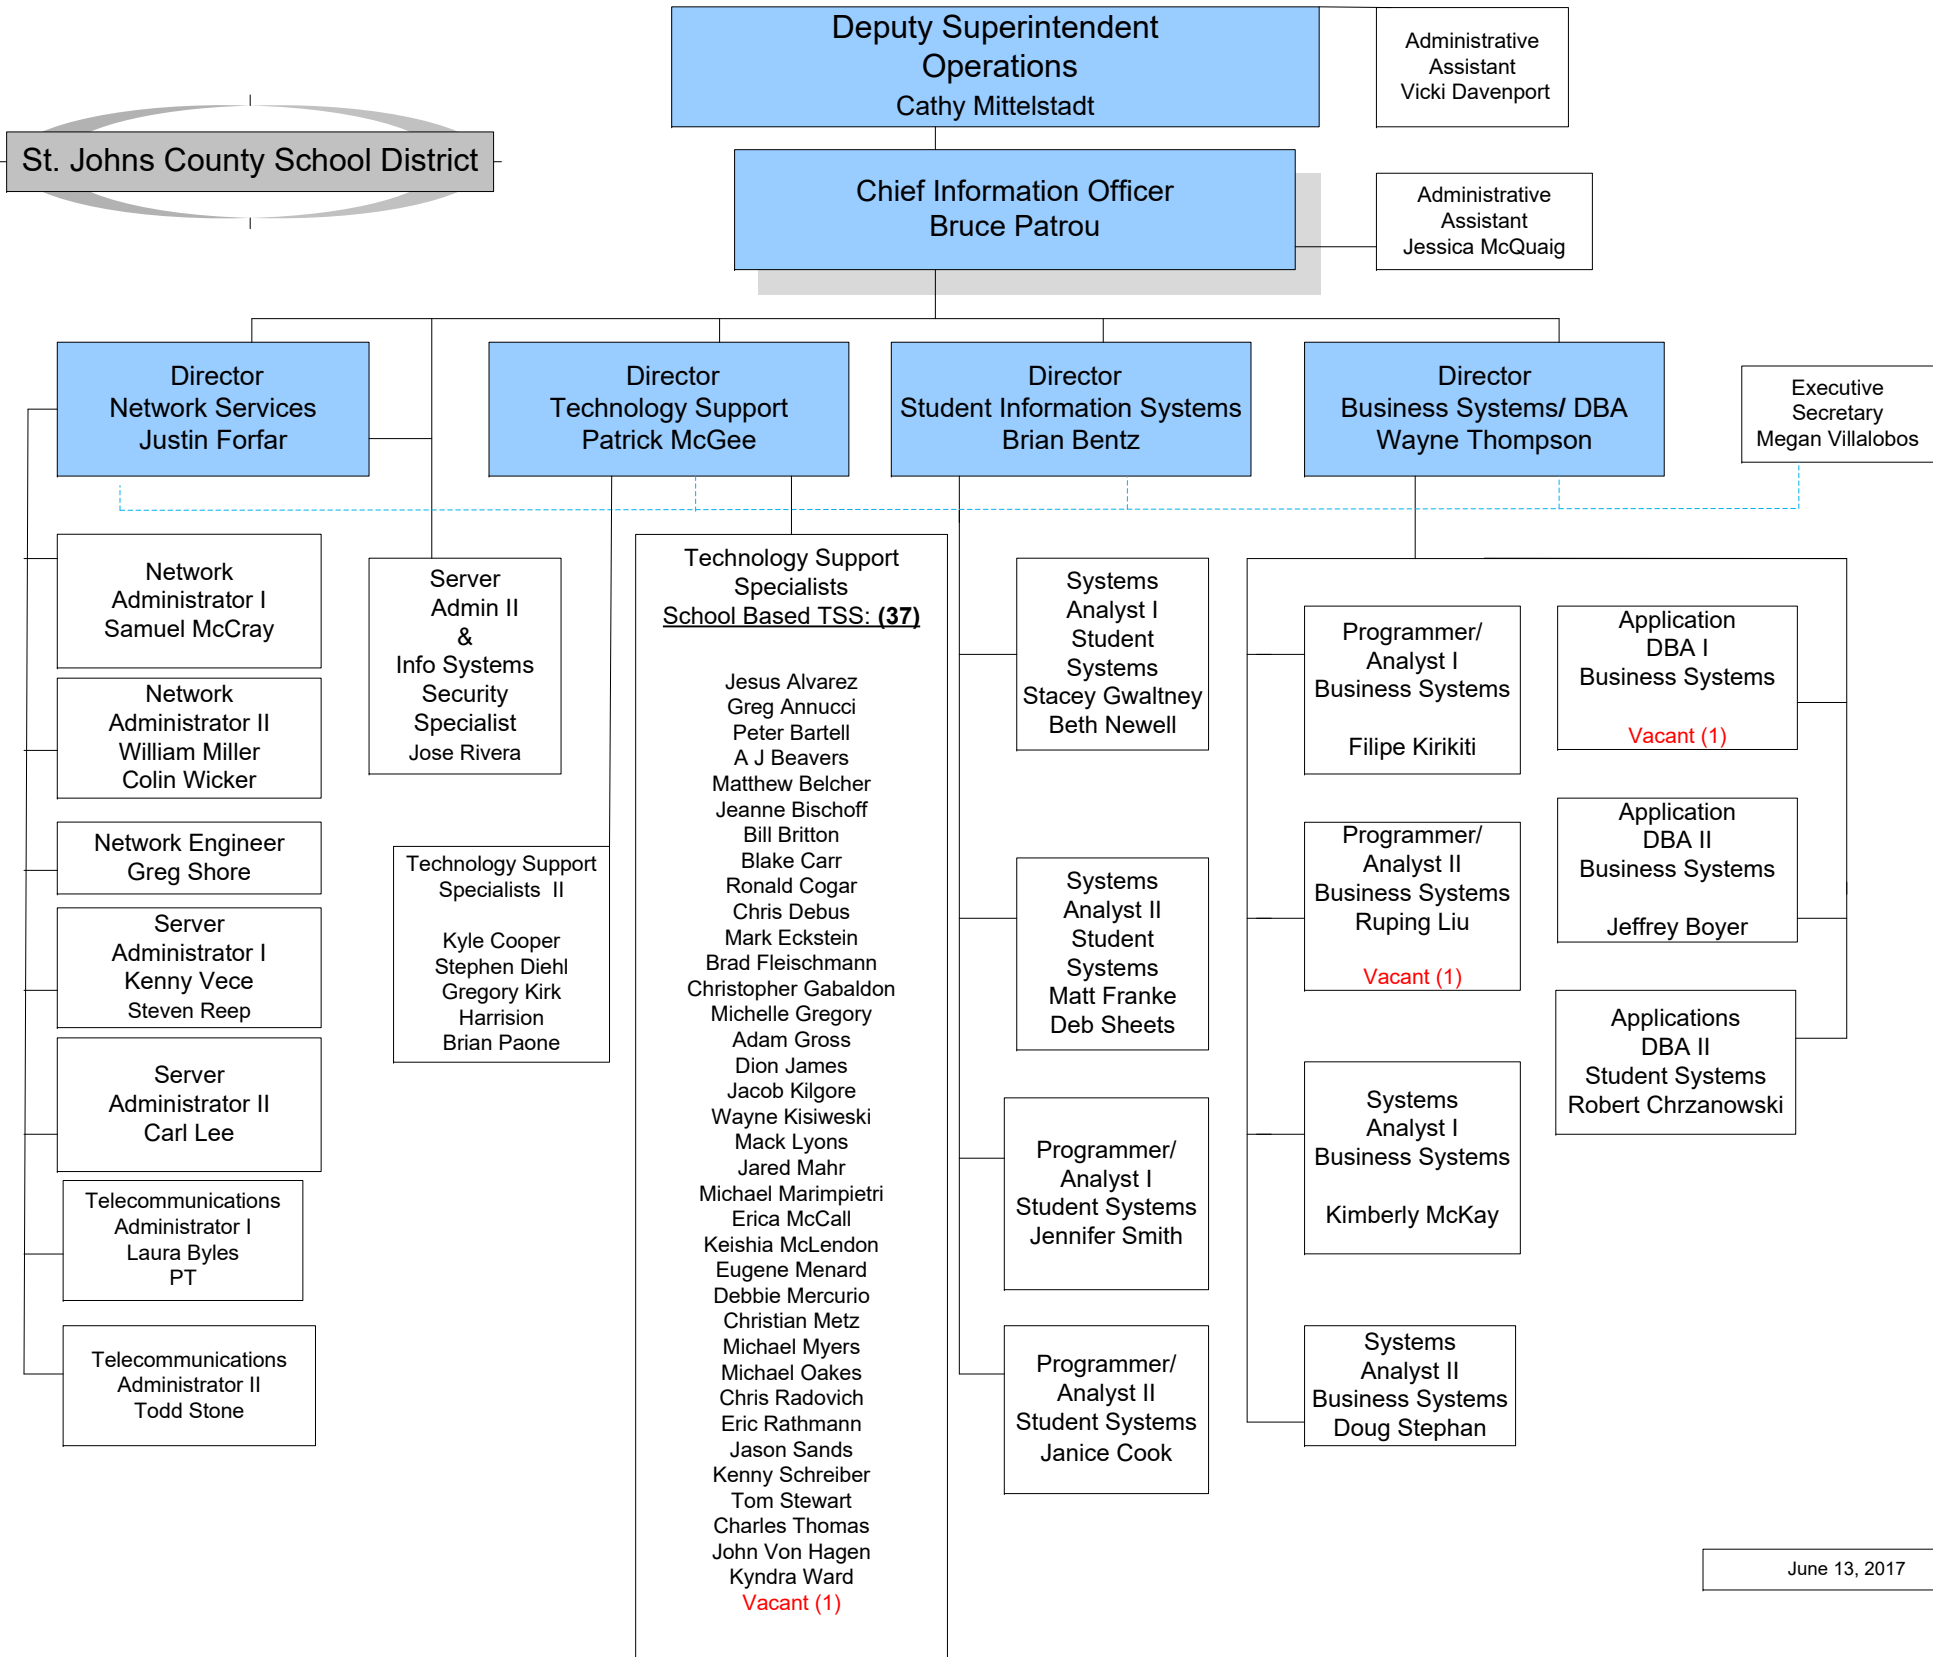 Deputy Superintendent
Operations
Cathy Mittelstadt
Administrative
Assistant
Vicki Davenport
St. Johns County School District
Chief Information Officer
Bruce Patrou
Administrative
Assistant
Jessica McQuaig
Director
Network Services
Justin Forfar
Director
Technology Support
Patrick McGee
Director
Student Information Systems
Brian Bentz
Director
Business Systems/ DBA
Wayne Thompson
Executive
Secretary
Megan Villalobos
Network
Administrator I
Samuel McCray
Network
Administrator II
William Miller
Colin Wicker
Network Engineer
Greg Shore
Server
Administrator I
Kenny Vece
Steven Reep
Server
Administrator II
Carl Lee
Telecommunications
Administrator I
Laura Byles
PT
Telecommunications
Administrator II
Todd Stone
Server
Admin II
&
Info Systems
Security
Specialist
Jose Rivera
Technology Support
Specialists II
Kyle Cooper
Stephen Diehl
Gregory Kirk
Harrision
Brian Paone
Technology Support
Specialists
School Based TSS: (37)
Jesus Alvarez
Greg Annucci
Peter Bartell
A J Beavers
Matthew Belcher
Jeanne Bischoff
Bill Britton
Blake Carr
Ronald Cogar
Chris Debus
Mark Eckstein
Brad Fleischmann
Christopher Gabaldon
Michelle Gregory
Adam Gross
Dion James
Jacob Kilgore
Wayne Kisiweski
Mack Lyons
Jared Mahr
Michael Marimpietri
Erica McCall
Keishia McLendon
Eugene Menard
Debbie Mercurio
Christian Metz
Michael Myers
Michael Oakes
Chris Radovich
Eric Rathmann
Jason Sands
Kenny Schreiber
Tom Stewart
Charles Thomas
John Von Hagen
Kyndra Ward
Vacant (1)
Systems
Analyst I
Student
Systems
Stacey Gwaltney
Beth Newell
Systems
Analyst II
Student
Systems
Matt Franke
Deb Sheets
Programmer/
Analyst I
Student Systems
Jennifer Smith
Programmer/
Analyst II
Student Systems
Janice Cook
Programmer/
Analyst I
Business Systems
Filipe Kirikiti
Programmer/
Analyst II
Business Systems
Ruping Liu
Vacant (1)
Systems
Analyst I
Business Systems
Kimberly McKay
Systems
Analyst II
Business Systems
Doug Stephan
Application
DBA I
Business Systems
Vacant (1)
Application
DBA II
Business Systems
Jeffrey Boyer
Applications
DBA II
Student Systems
Robert Chrzanowski
June 13, 2017